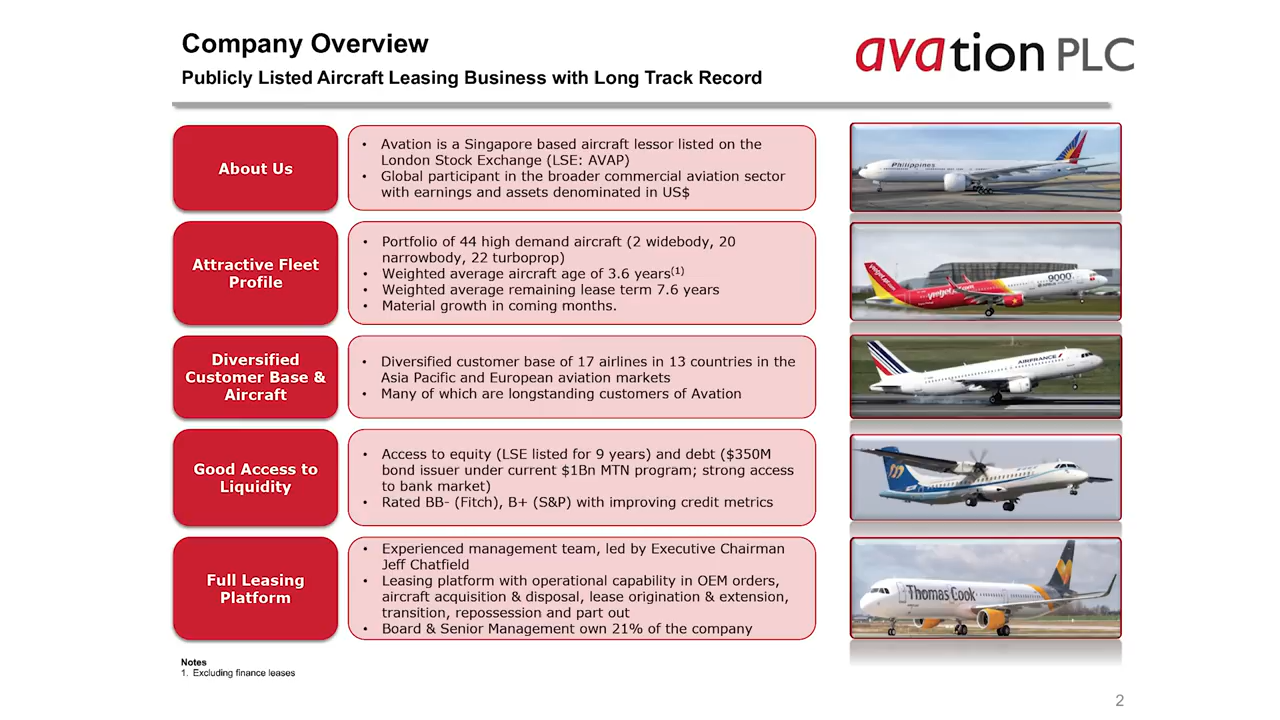 Company Overview
Publicly Listed Aircraft Leasing Business with Long Track Record
avation PLC
About Us
• Avation is a Singapore based aircraft lessor listed on the
London Stock Exchange (LSE: AVAP)
• Global participant in the broader commercial aviation sector
with earnings and assets denominated in US$
Philippines
Attractive Fleet
Profile
• Portfolio of 44 high demand aircraft (2 widebody, 20
narrowbody, 22 turboprop)
• Weighted average aircraft age of 3.6 years(1)
• Weighted average remaining lease term 7.6 years
• Material growth in coming months.
vietjetair.com
vietjetair.com
9000
Diversified
Customer Base &
Aircraft
• Diversified customer base of 17 airlines in 13 countries in the
Asia Pacific and European aviation markets
• Many of which are longstanding customers of Avation
AIRFRANCE
Good Access to
Liquidity
• Access to equity (LSE listed for 9 years) and debt ($350M
bond issuer under current $1Bn MTN program; strong access
to bank market)
• Rated BB- (Fitch), B+ (S&P) with improving credit metrics
Full Leasing
Platform
• Experienced management team, led by Executive Chairman
Jeff Chatfield
• Leasing platform with operational capability in OEM orders,
aircraft acquisition & disposal, lease origination & extension,
transition, repossession and part out
• Board & Senior Management own 21% of the company
Thomas Cook
Notes
1. Excluding finance leases
2